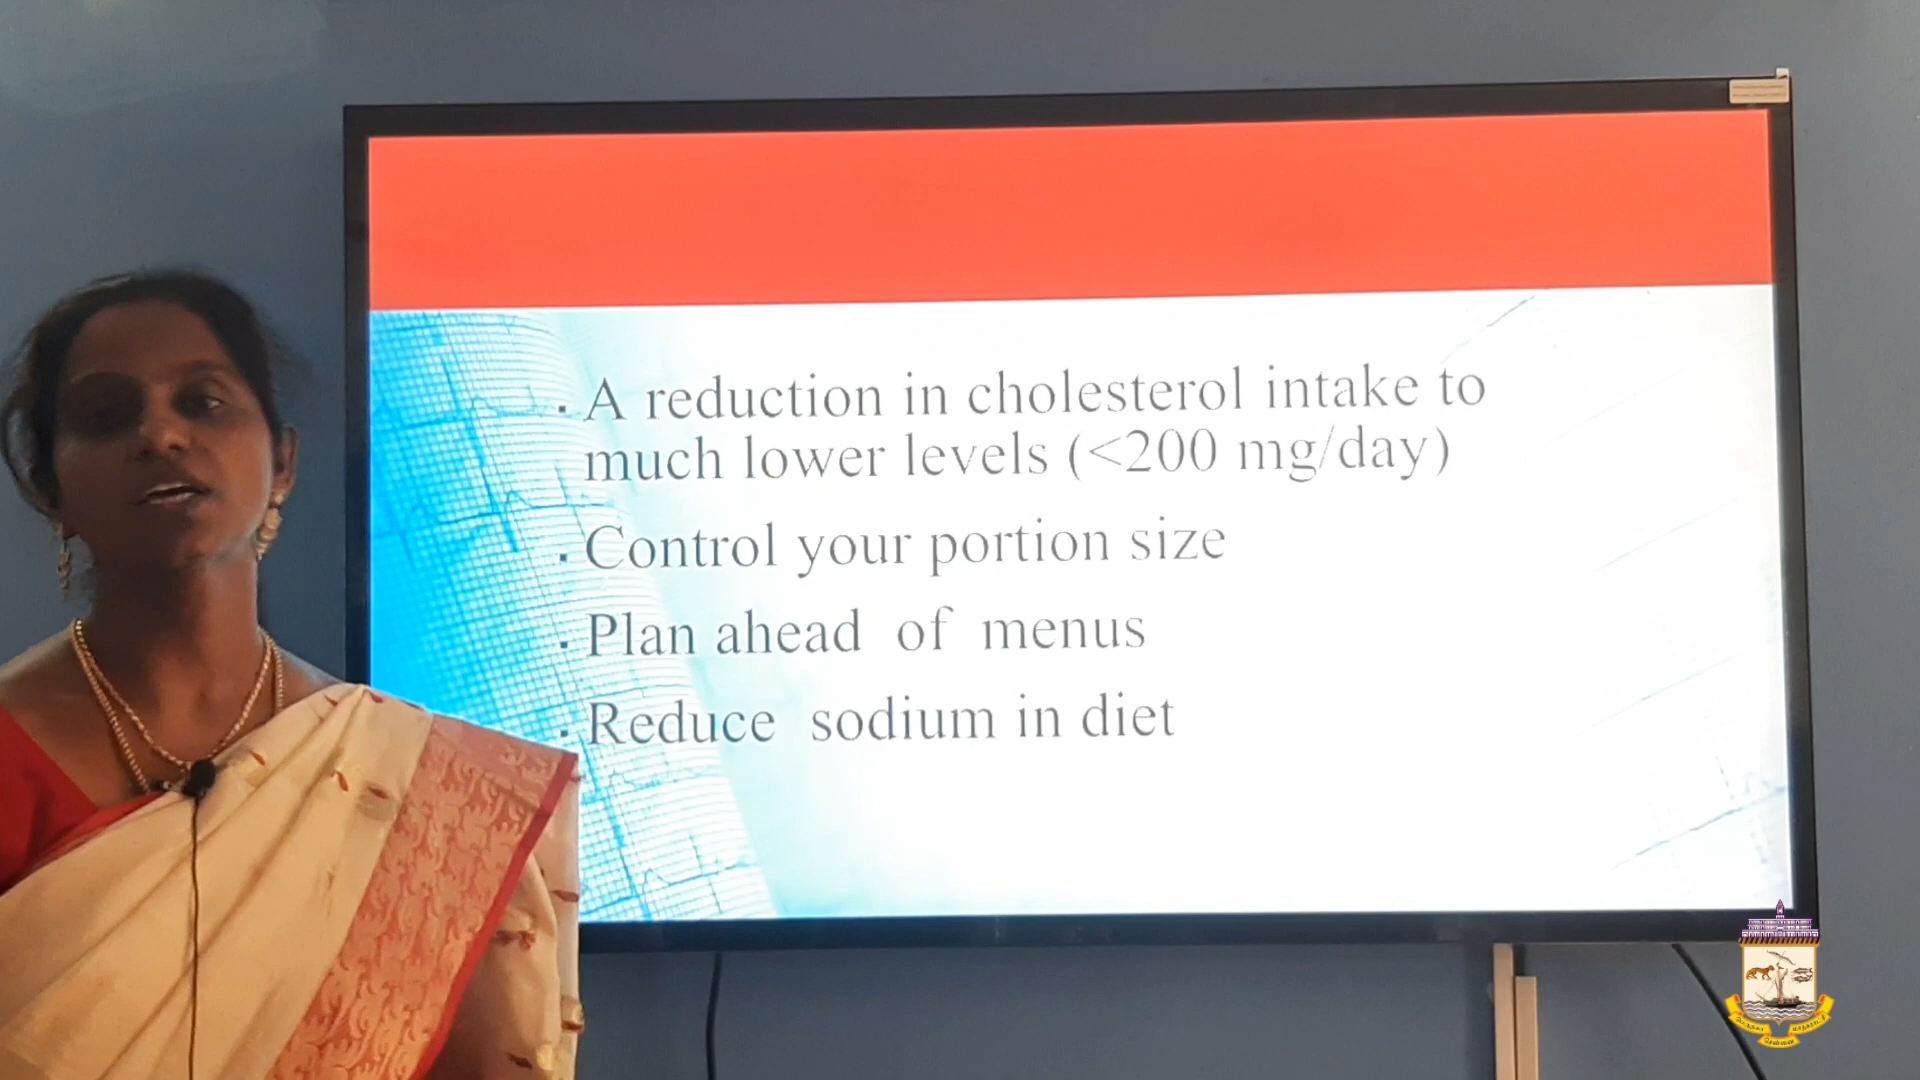 . A reduction in cholesterol intake to
much lower levels (<200 mg/day)
. Control your portion size
. Plan ahead of menus
. Reduce sodium in diet